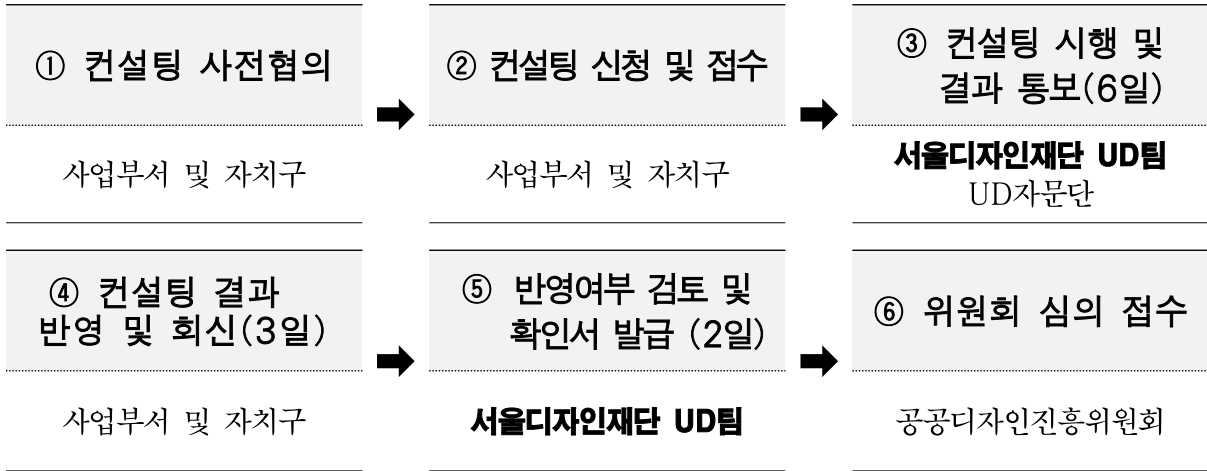 ① 컨설팅 사전협의
사업부서 및 자치구
② 컨설팅 신청 및 접수
사업부서 및 자치구
③ 컨설팅 시행 및
결과 통보(6일)
서울디자인재단 UD팀
UD자문단
④ 컨설팅 결과
반영 및 회신(3일)
사업부서 및 자치구
⑤ 반영여부 검토 및
확인서 발급 (2일)
서울디자인재단 UD팀
⑥ 위원회 심의 접수
공공디자인진흥위원회